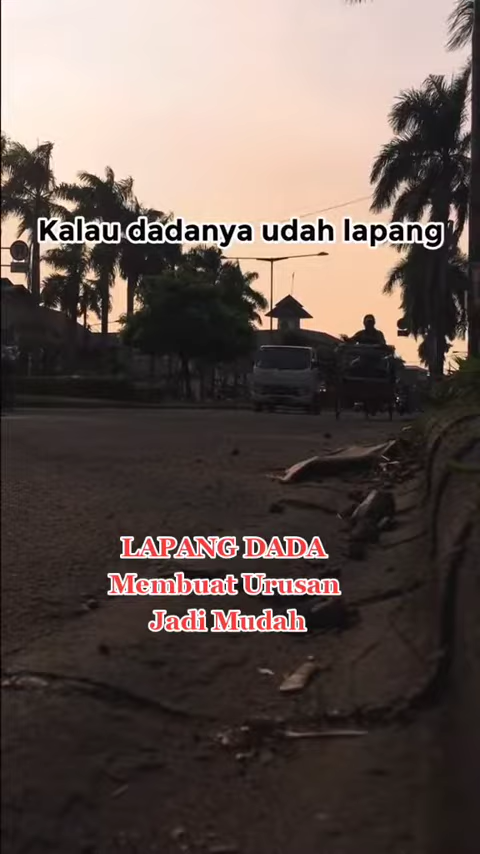 Kalau dadanya udah lapang
LAPANG DADA
Membuat Urusan
Jadi Mudah